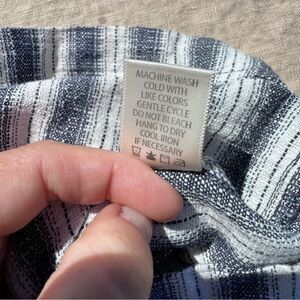 MACHINE WASH
COLD WITH
LIKE COLORS
GENTLE CYCLE
DO NOT BLEACH
HANG TO DRY
COOL IRON
IF NECESSARY